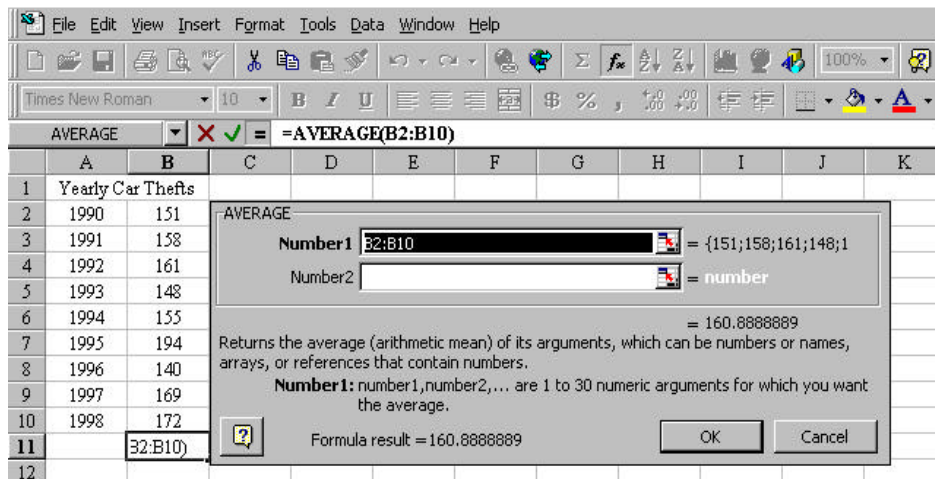 File Edit View Insert Format Tools Data Window Help
ABC 100%
Times New Roman 10 B I U $ % ,
AVERAGE = =AVERAGE(B2:B10)
A B C D E F G H I J K
1 Yearly Car Thefts
2 1990 151
3 1991 158
4 1992 161
5 1993 148
6 1994 155
7 1995 194
8 1996 140
9 1997 169
10 1998 172
11 B2:B10)
12
AVERAGE
Number1 B2:B10 = {151;158;161;148;1
Number2 = number
= 160.8888889
Returns the average (arithmetic mean) of its arguments, which can be numbers or names,
arrays, or references that contain numbers.
Number1: number1,number2,... are 1 to 30 numeric arguments for which you want
the average.
Formula result =160.8888889
OK Cancel